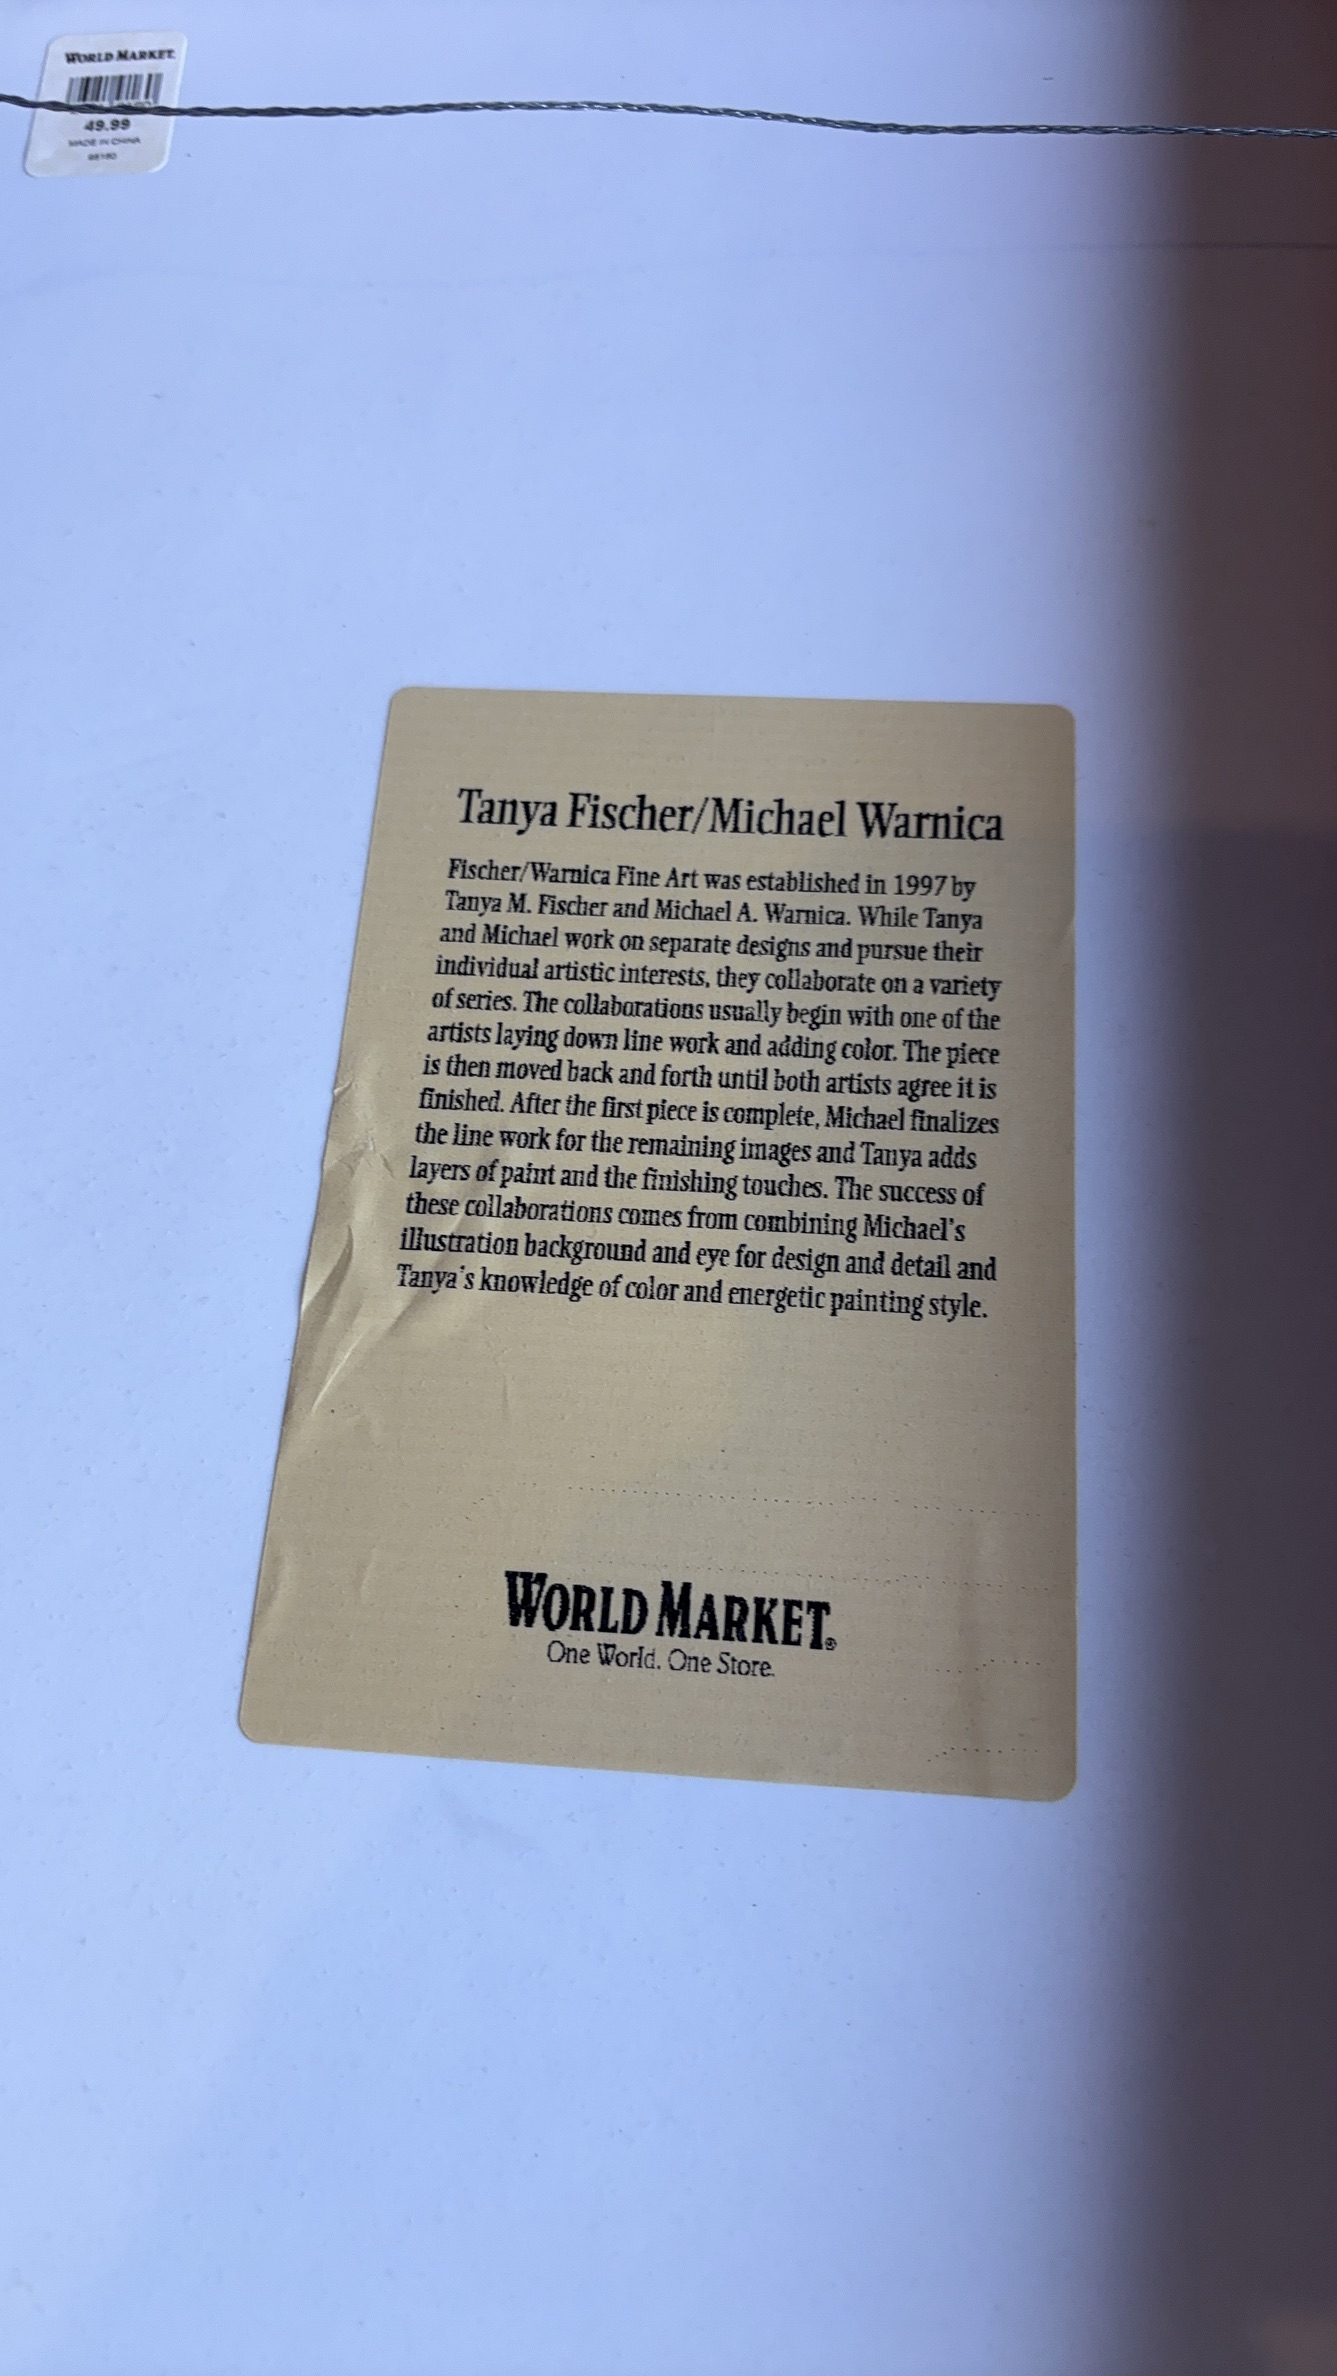 WORLD MARKET.
49.99
MADE IN CHINA
Tanya Fischer/Michael Warnica
Fischer/Warnica Fine Art was established in 1997 by
Tanya M. Fischer and Michael A. Warnica. While Tanya
and Michael work on separate designs and pursue their
individual artistic interests, they collaborate on a variety
of series. The collaborations usually begin with one of the
artists laying down line work and adding color. The piece
is then moved back and forth until both artists agree it is
finished. After the first piece is complete, Michael finalizes
the line work for the remaining images and Tanya adds
layers of paint and the finishing touches. The success of
these collaborations comes from combining Michael's
illustration background and eye for design and detail and
Tanya's knowledge of color and energetic painting style.
WORLD MARKET.®
One World. One Store.